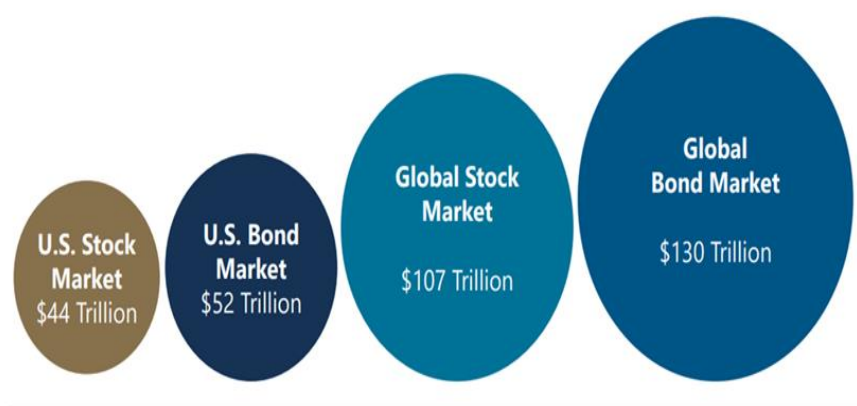 U.S. Stock
Market
$44 Trillion
U.S. Bond
Market
$52 Trillion
Global Stock
Market
$107 Trillion
Global
Bond Market
$130 Trillion